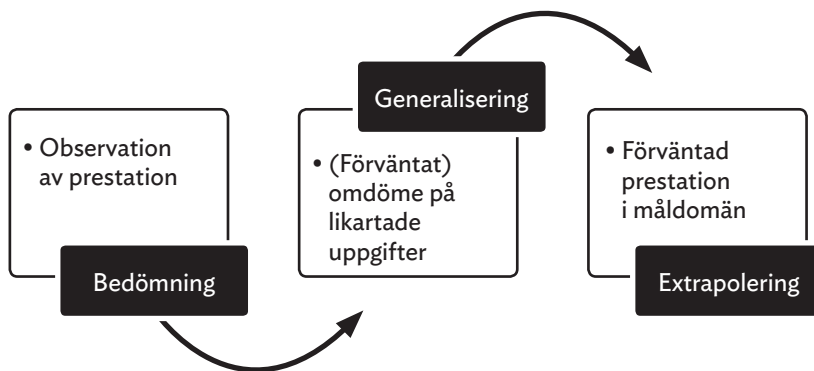 • Observation
av prestation
Bedömning
Generalisering
• (Förväntat)
omdöme på
likartade
uppgifter
• Förväntad
prestation
i måldomän
Extrapolering